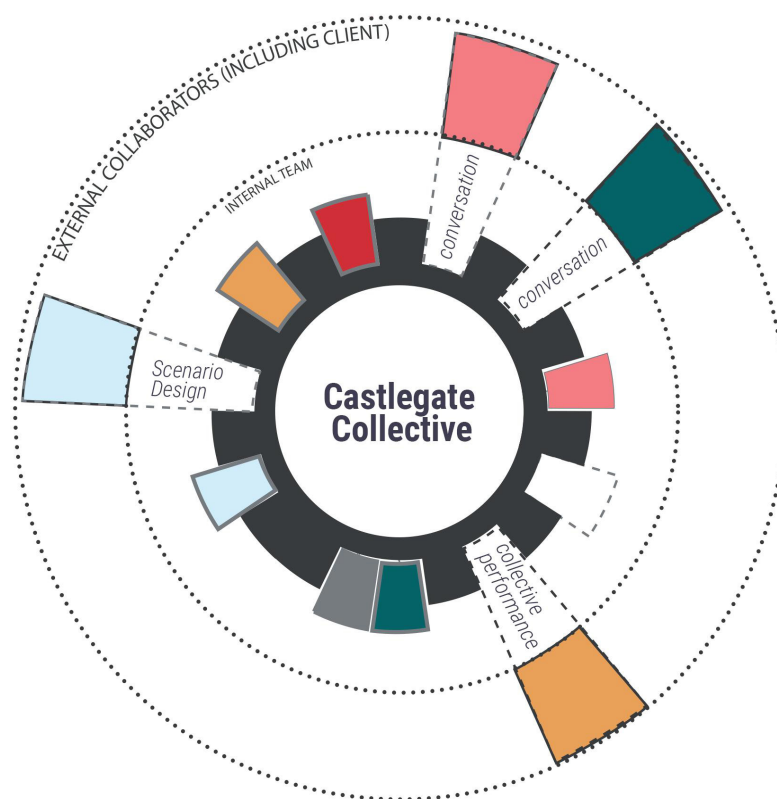 EXTERNAL COLLABORATORS (INCLUDING CLIENT)
INTERNAL TEAM
conversation
conversation
Scenario
Design
Castlegate
Collective
collective
performance